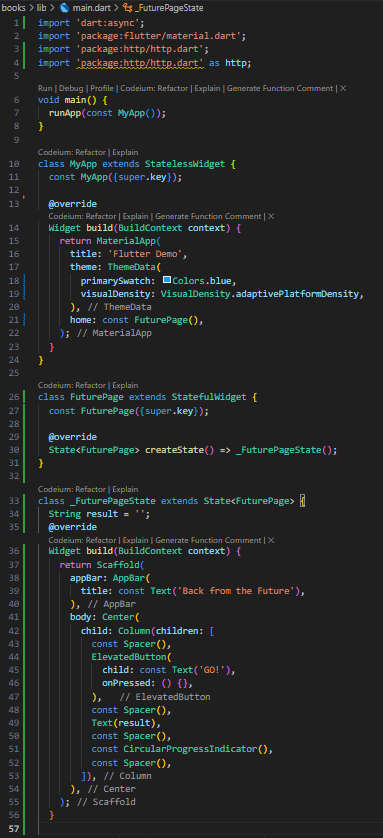 books > lib > main.dart > _FuturePageState
1 import 'dart:async';
2 import 'package:flutter/material.dart';
3 import 'package:http/http.dart';
4 import 'package:http/http.dart' as http;
5
Run | Debug | Profile | Codeium: Refactor | Explain | Generate Function Comment | X
6 void main() {
7 runApp(const MyApp());
8 }
9
Codeium: Refactor | Explain
10 class MyApp extends StatelessWidget {
11 const MyApp({super.key});
12
13 @override
Codeium: Refactor | Explain | Generate Function Comment | X
14 Widget build(BuildContext context) {
15 return MaterialApp(
16 title: 'Flutter Demo',
17 theme: ThemeData(
18 primarySwatch: Colors.blue,
19 visualDensity: VisualDensity.adaptivePlatformDensity,
20 ), // ThemeData
21 home: const FuturePage(),
22 ); // MaterialApp
23 }
24 }
25
Codeium: Refactor | Explain
26 class FuturePage extends StatefulWidget {
27 const FuturePage({super.key});
28
29 @override
30 State<FuturePage> createState() => _FuturePageState();
31 }
32
Codeium: Refactor | Explain
33 class _FuturePageState extends State<FuturePage> {
34 String result = '';
35 @override
Codeium: Refactor | Explain | Generate Function Comment | X
36 Widget build(BuildContext context) {
37 return Scaffold(
38 appBar: AppBar(
39 title: const Text('Back from the Future'),
40 ), // AppBar
41 body: Center(
42 child: Column(children: [
43 const Spacer(),
44 ElevatedButton(
45 child: const Text('GO!'),
46 onPressed: () {},
47 ), // ElevatedButton
48 const Spacer(),
49 Text(result),
50 const Spacer(),
51 const CircularProgressIndicator(),
52 const Spacer(),
53 ]), // Column
54 ), // Center
55 ); // Scaffold
56 }
57